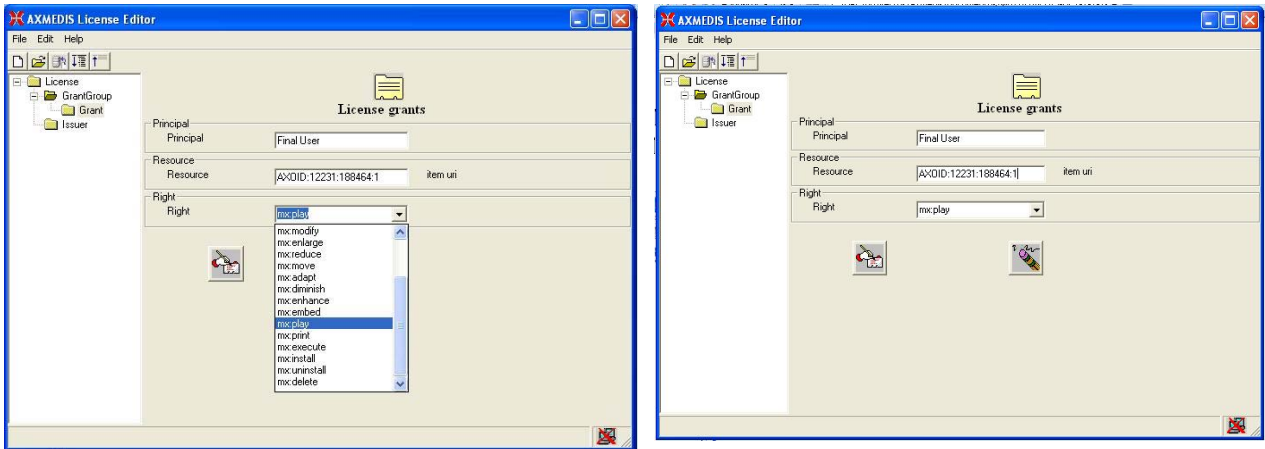 AXMEDIS License Editor
File Edit Help
License
GrantGroup
Grant
Issuer
License grants
Principal
Principal
Final User
Resource
Resource
AXOID:12231:188464:1
item uri
Right
Right
mx:play
mx:modify
mx:enlarge
mx:reduce
mx:move
mx:adapt
mx:diminish
mx:enhance
mx:embed
mx:play
mx:print
mx:execute
mx:install
mx:uninstall
mx:delete
AXMEDIS License Editor
File Edit Help
License
GrantGroup
Grant
Issuer
License grants
Principal
Principal
Final User
Resource
Resource
AXOID:12231:188464:1
item uri
Right
Right
mx:play